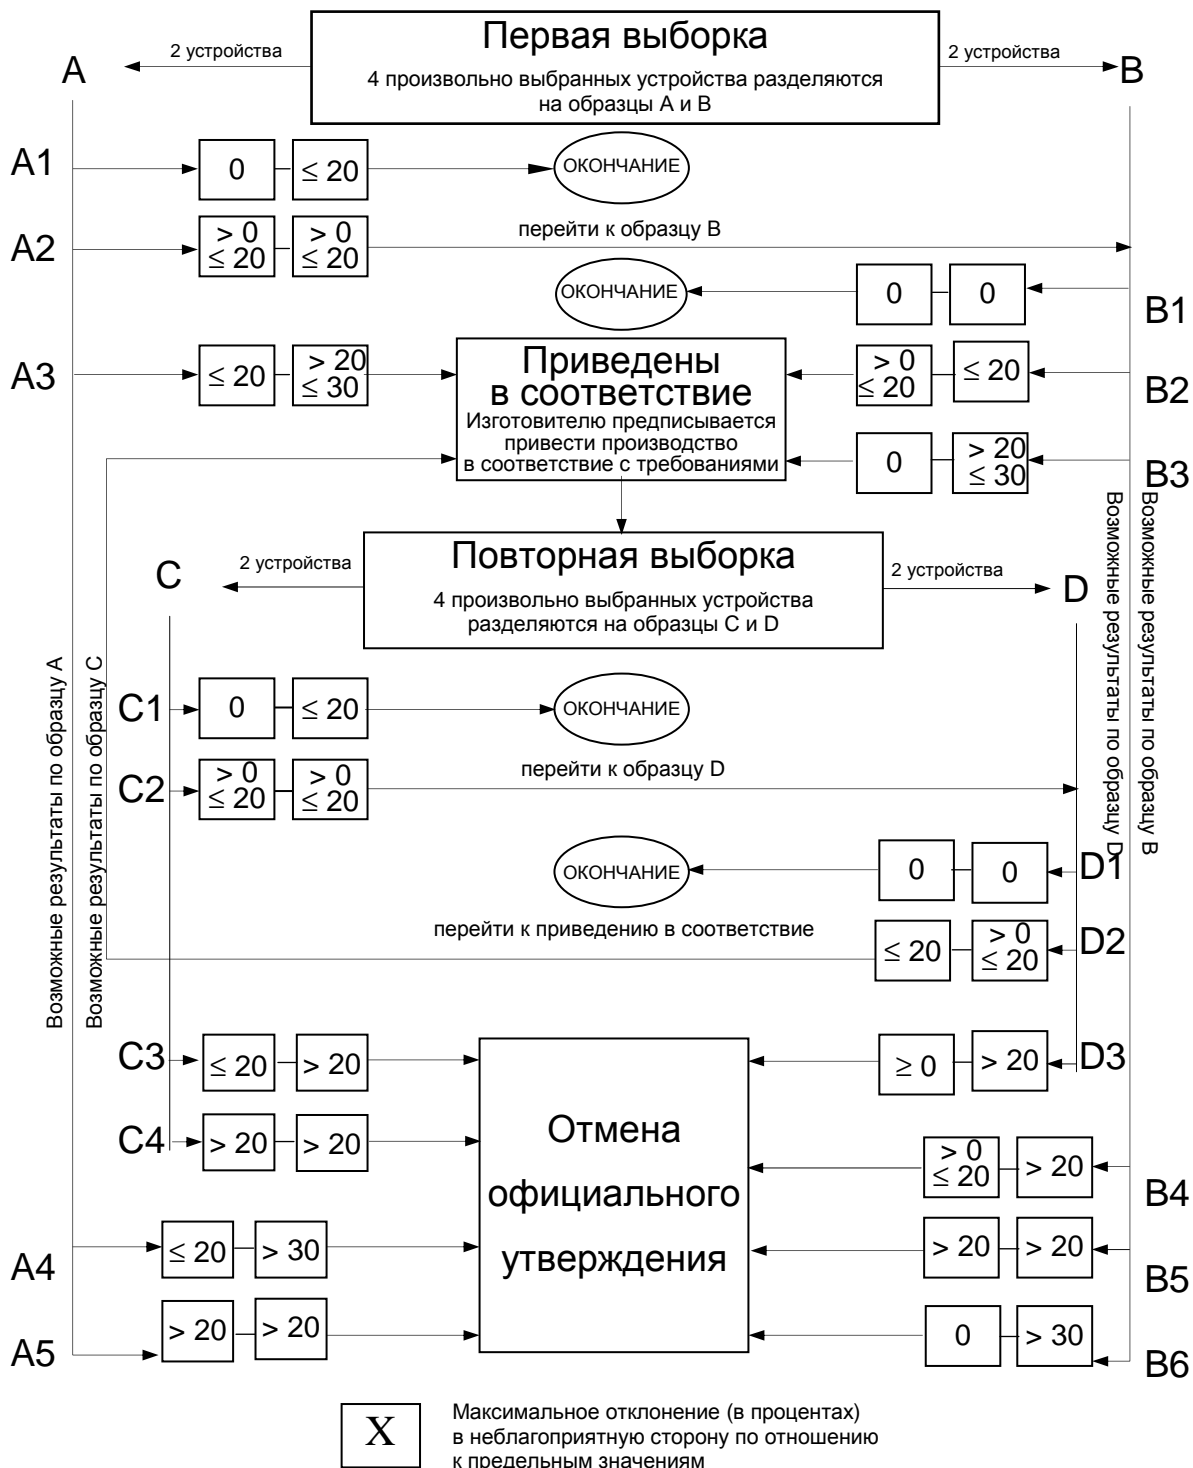 Первая выборка
4 произвольно выбранных устройства разделяются
на образцы А и В
2 устройства
2 устройства
A
B
A1
0
≤ 20
ОКОНЧАНИЕ
A2
> 0
≤ 20
> 0
≤ 20
перейти к образцу В
ОКОНЧАНИЕ
0
0
B1
A3
≤ 20
> 20
≤ 30
Приведены
в соответствие
Изготовителю предписывается
привести производство
в соответствие с требованиями
> 0
≤ 20
≤ 20
B2
0
> 20
≤ 30
B3
Повторная выборка
4 произвольно выбранных устройства
разделяются на образцы C и D
2 устройства
2 устройства
C
D
Возможные результаты по образцу А
Возможные результаты по образцу С
Возможные результаты по образцу D
Возможные результаты по образцу В
C1
0
≤ 20
ОКОНЧАНИЕ
C2
> 0
≤ 20
> 0
≤ 20
перейти к образцу D
ОКОНЧАНИЕ
0
0
D1
перейти к приведению в соответствие
≤ 20
> 0
≤ 20
D2
C3
≤ 20
> 20
≥ 0
> 20
D3
C4
> 20
> 20
Отмена
официального
утверждения
> 0
≤ 20
> 20
B4
A4
≤ 20
> 30
> 20
> 20
B5
A5
> 20
> 20
0
> 30
B6
X
Максимальное отклонение (в процентах)
в неблагоприятную сторону по отношению
к предельным значениям